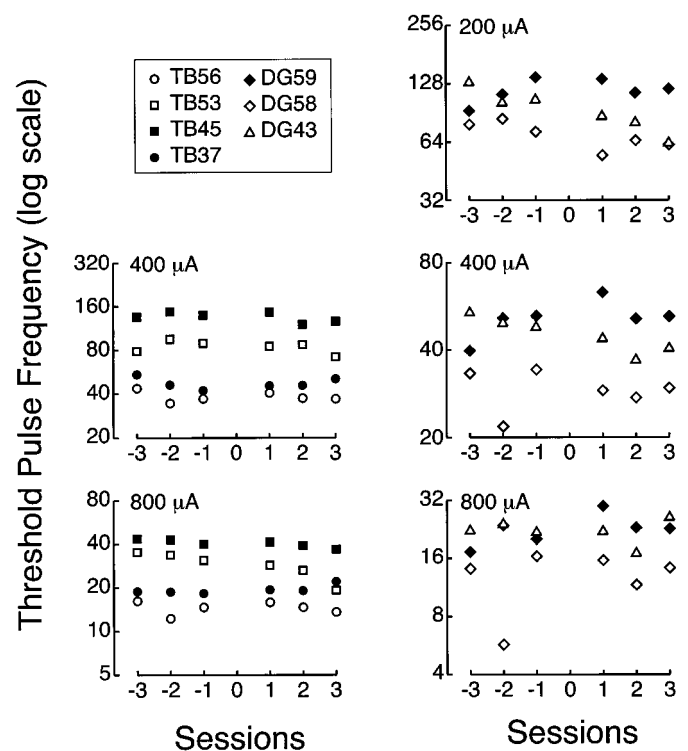 Threshold Pulse Frequency (log scale)
TB56 DG59
TB53 DG58
TB45 DG43
TB37
200 µA
256
128
64
32
-3 -2 -1 0 1 2 3
400 µA
320
160
80
40
20
-3 -2 -1 0 1 2 3
400 µA
80
40
20
-3 -2 -1 0 1 2 3
800 µA
80
40
20
10
5
-3 -2 -1 0 1 2 3
Sessions
800 µA
32
16
8
4
-3 -2 -1 0 1 2 3
Sessions